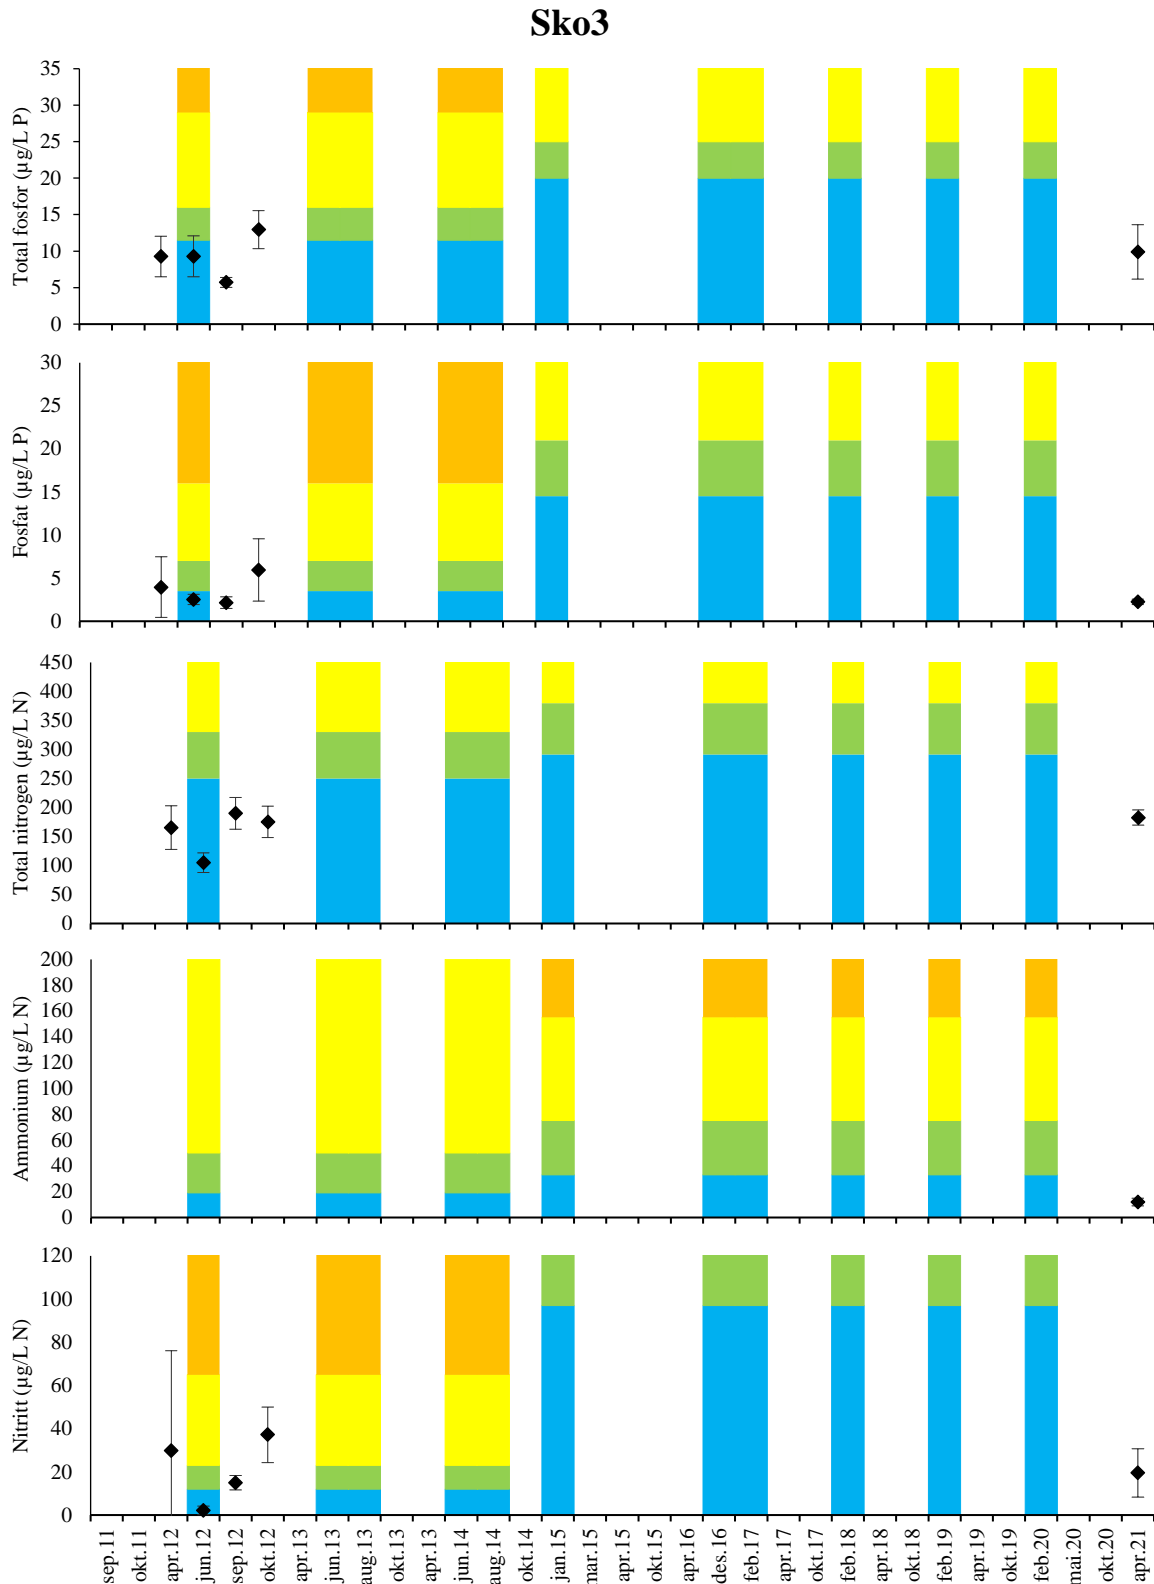 Sko3
Total fosfor (µg/L P)
35
30
25
20
15
10
5
0
Fosfat (µg/L P)
30
25
20
15
10
5
0
Total nitrogen (µg/L N)
450
400
350
300
250
200
150
100
50
0
Ammonium (µg/L N)
200
180
160
140
120
100
80
60
40
20
0
Nitritt (µg/L N)
120
100
80
60
40
20
0
sep.11
okt.11
apr.12
jun.12
sep.12
okt.12
apr.13
jun.13
aug.13
okt.13
apr.13
jun.14
aug.14
okt.14
jan.15
mar.15
apr.15
okt.15
apr.16
des.16
feb.17
apr.17
okt.17
feb.18
apr.18
okt.18
feb.19
apr.19
okt.19
feb.20
mai.20
okt.20
apr.21